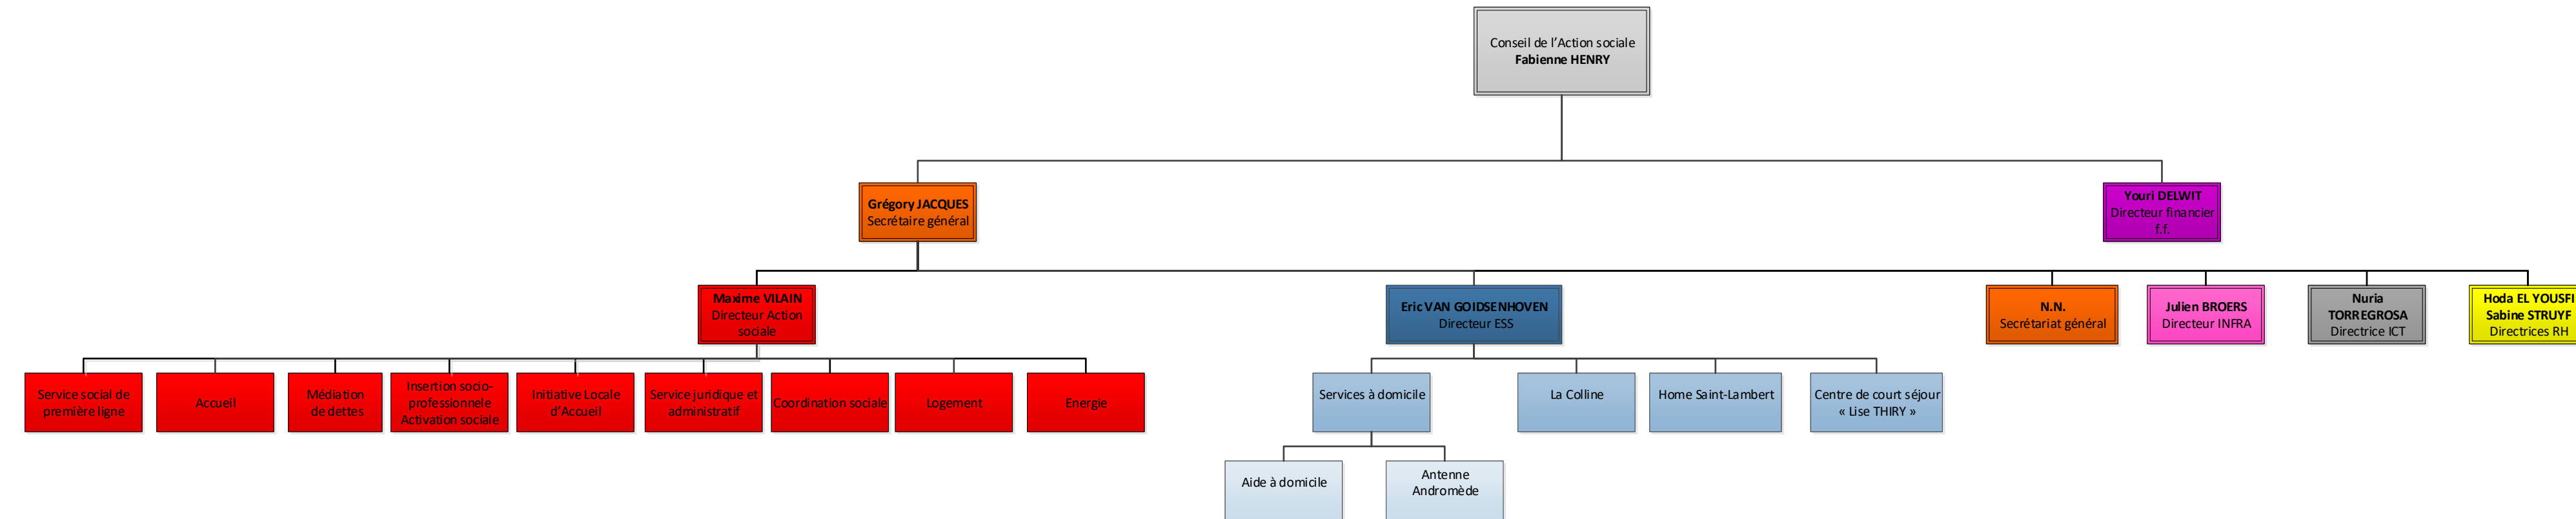 Conseil de l’Action sociale
Fabienne HENRY
Grégory JACQUES
Secrétaire général
Youri DELWIT
Directeur financier
f.f.
Maxime VILAIN
Directeur Action
sociale
Eric VAN GOIDSENHOVEN
Directeur ESS
N.N.
Secrétariat général
Julien BROERS
Directeur INFRA
Nuria
TORREGROSA
Directrice ICT
Hoda EL YOUSFI
Sabine STRUYF
Directrices RH
Service social de
première ligne
Accueil
Médiation
de dettes
Insertion socio-
professionnele
Activation sociale
Initiative Locale
d’Accueil
Service juridique et
administratif
Coordination sociale
Logement
Energie
Services à domicile
La Colline
Home Saint-Lambert
Centre de court séjour
« Lise THIRY »
Aide à domicile
Antenne
Andromède